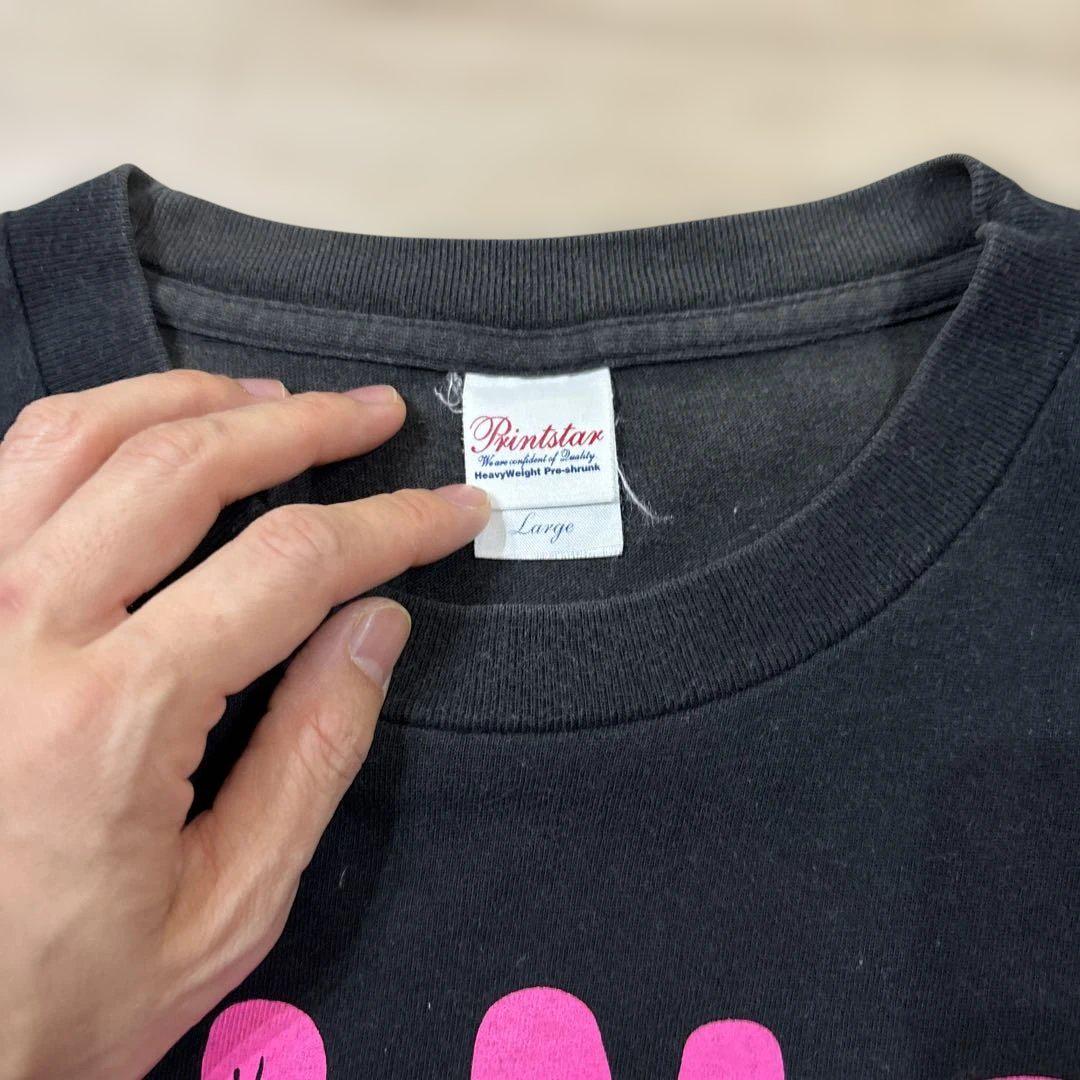 Printstar
We are confident of Quality
HeavyWeight Pre-shrunk
Large